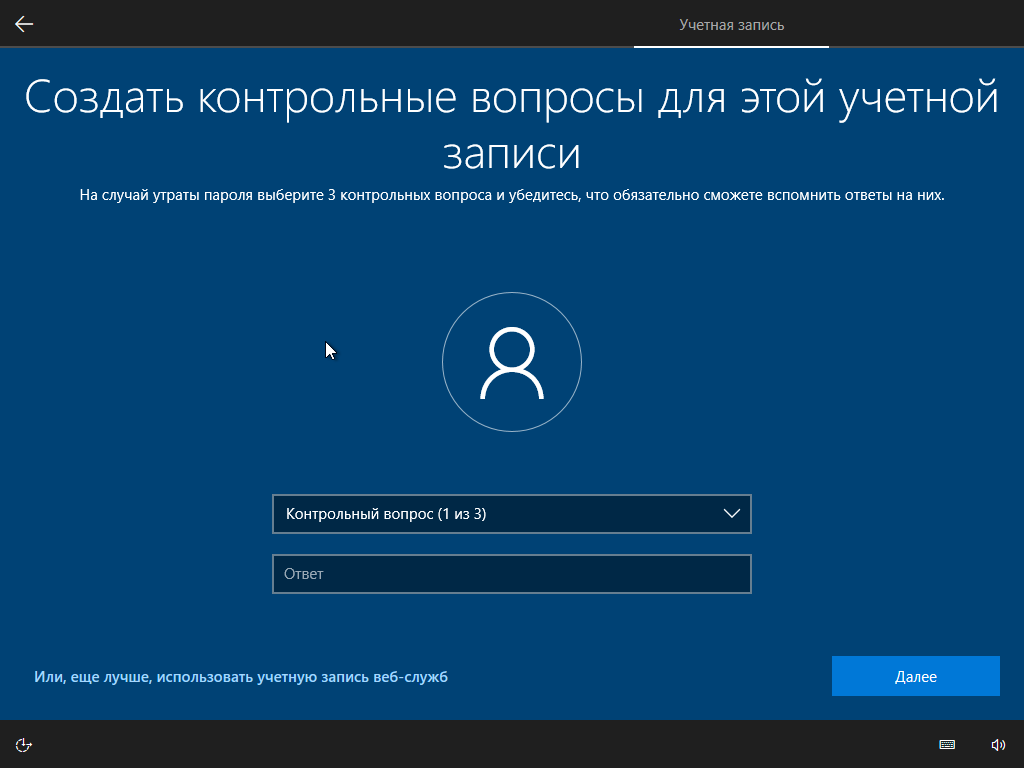 Учетная запись
Создать контрольные вопросы для этой учетной
записи
На случай утраты пароля выберите 3 контрольных вопроса и убедитесь, что обязательно сможете вспомнить ответы на них.
Контрольный вопрос (1 из 3)
Ответ
Или, еще лучше, использовать учетную запись веб-служб
Далее